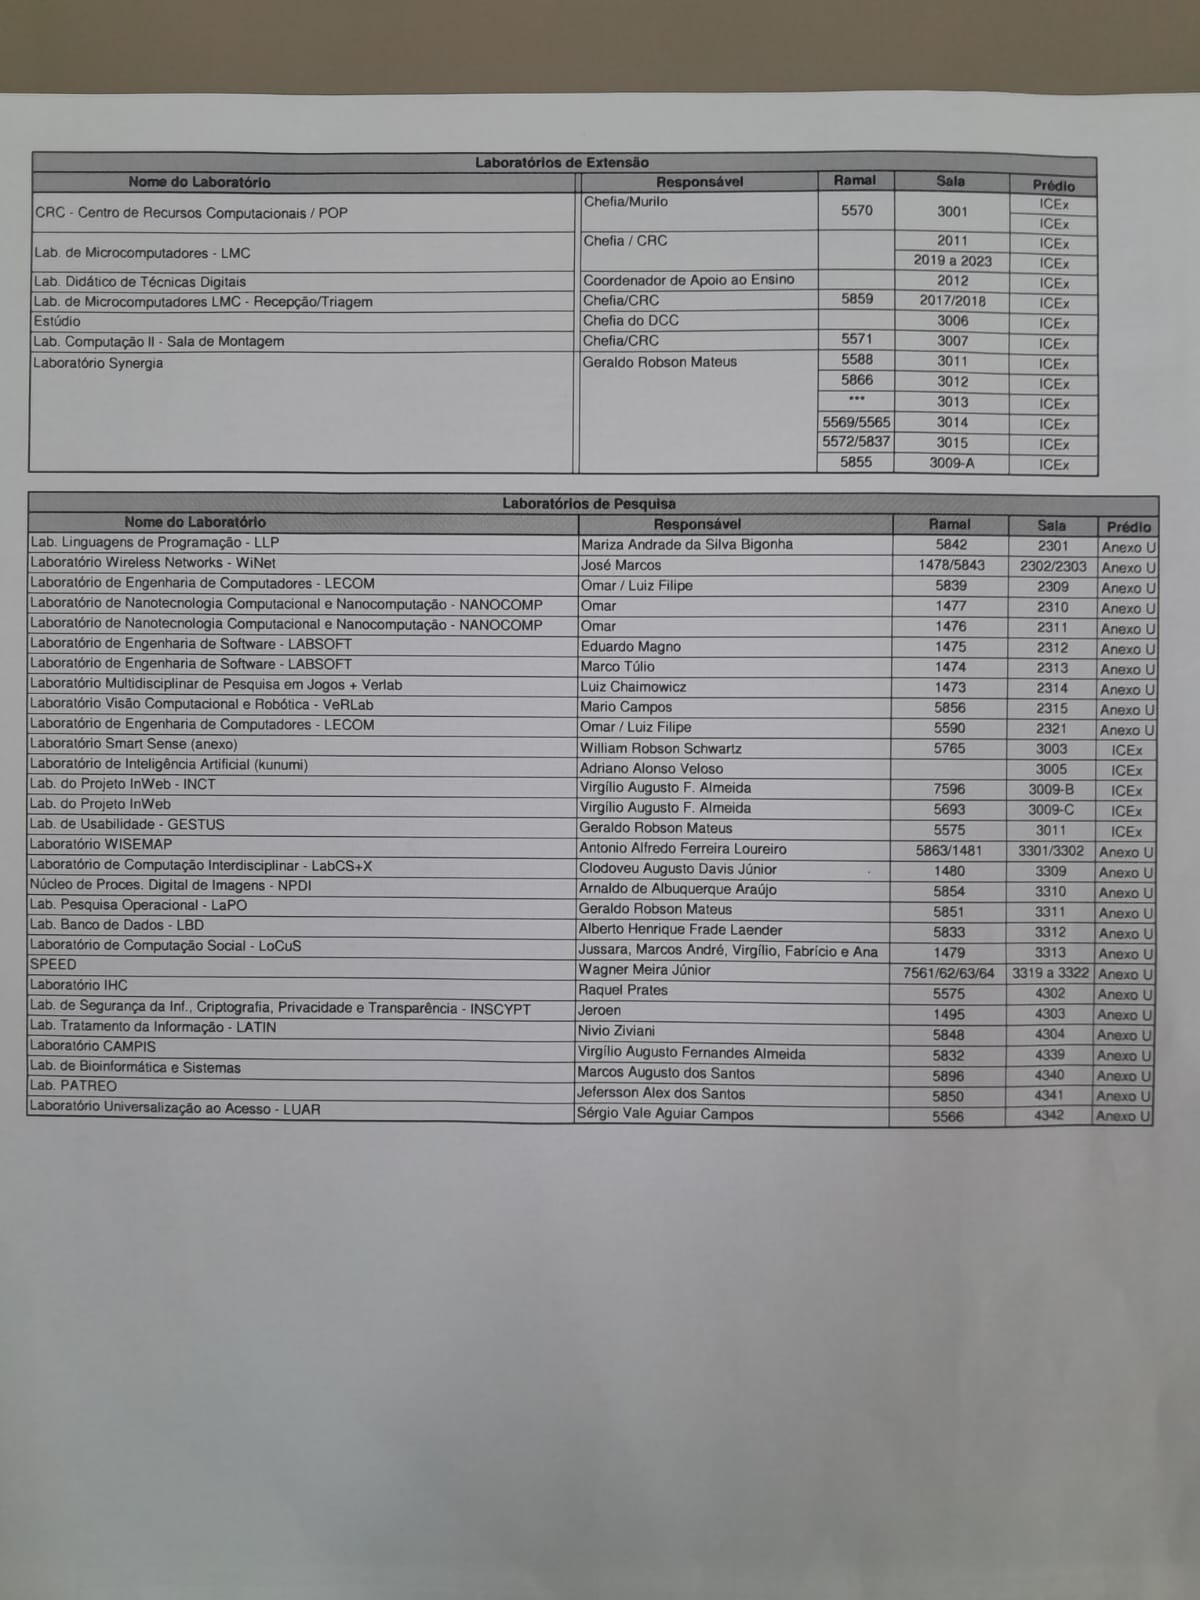 Laboratórios de Extensão
Nome do Laboratório Responsável Ramal Sala Prédio
CRC - Centro de Recursos Computacionais / POP Chefia/Murilo 5570 3001 ICEx
ICEx
Lab. de Microcomputadores - LMC Chefia / CRC 2011 ICEx
2019 a 2023 ICEx
Lab. Didático de Técnicas Digitais Coordenador de Apoio ao Ensino 2012 ICEx
Lab. de Microcomputadores LMC - Recepção/Triagem Chefia/CRC 5859 2017/2018 ICEx
Estúdio Chefia do DCC 3006 ICEx
Lab. Computação II - Sala de Montagem Chefia/CRC 5571 3007 ICEx
Laboratório Synergia Geraldo Robson Mateus 5588 3011 ICEx
5866 3012 ICEx
*** 3013 ICEx
5569/5565 3014 ICEx
5572/5837 3015 ICEx
5855 3009-A ICEx
Laboratórios de Pesquisa
Nome do Laboratório Responsável Ramal Sala Prédio
Lab. Linguagens de Programação - LLP Mariza Andrade da Silva Bigonha 5842 2301 Anexo U
Laboratório Wireless Networks - WiNet José Marcos 1478/5843 2302/2303 Anexo U
Laboratório de Engenharia de Computadores - LECOM Omar / Luiz Filipe 5839 2309 Anexo U
Laboratório de Nanotecnologia Computacional e Nanocomputação - NANOCOMP Omar 1477 2310 Anexo U
Laboratório de Nanotecnologia Computacional e Nanocomputação - NANOCOMP Omar 1476 2311 Anexo U
Laboratório de Engenharia de Software - LABSOFT Eduardo Magno 1475 2312 Anexo U
Laboratório de Engenharia de Software - LABSOFT Marco Túlio 1474 2313 Anexo U
Laboratório Multidisciplinar de Pesquisa em Jogos + Verlab Luiz Chaimowicz 1473 2314 Anexo U
Laboratório Visão Computacional e Robótica - VeRLab Mario Campos 5856 2315 Anexo U
Laboratório de Engenharia de Computadores - LECOM Omar / Luiz Filipe 5590 2321 Anexo U
Laboratório Smart Sense (anexo) William Robson Schwartz 5765 3003 ICEx
Laboratório de Inteligência Artificial (kunumi) Adriano Alonso Veloso 3005 ICEx
Lab. do Projeto InWeb - INCT Virgílio Augusto F. Almeida 7596 3009-B ICEx
Lab. do Projeto InWeb Virgílio Augusto F. Almeida 5693 3009-C ICEx
Lab. de Usabilidade - GESTUS Geraldo Robson Mateus 5575 3011 ICEx
Laboratório WISEMAP Antonio Alfredo Ferreira Loureiro 5863/1481 3301/3302 Anexo U
Laboratório de Computação Interdisciplinar - LabCS+X Clodoveu Augusto Davis Júnior 1480 3309 Anexo U
Núcleo de Proces. Digital de Imagens - NPDI Arnaldo de Albuquerque Araújo 5854 3310 Anexo U
Lab. Pesquisa Operacional - LaPO Geraldo Robson Mateus 5851 3311 Anexo U
Lab. Banco de Dados - LBD Alberto Henrique Frade Laender 5833 3312 Anexo U
Laboratório de Computação Social - LoCuS Jussara, Marcos André, Virgílio, Fabrício e Ana 1479 3313 Anexo U
SPEED Wagner Meira Júnior 7561/62/63/64 3319 a 3322 Anexo U
Laboratório IHC Raquel Prates 5575 4302 Anexo U
Lab. de Segurança da Inf., Criptografia, Privacidade e Transparência - INSCYPT Jeroen 1495 4303 Anexo U
Lab. Tratamento da Informação - LATIN Nivio Ziviani 5848 4304 Anexo U
Laboratório CAMPIS Virgílio Augusto Fernandes Almeida 5832 4339 Anexo U
Lab. de Bioinformática e Sistemas Marcos Augusto dos Santos 5896 4340 Anexo U
Lab. PATREO Jefersson Alex dos Santos 5850 4341 Anexo U
Laboratório Universalização ao Acesso - LUAR Sérgio Vale Aguiar Campos 5566 4342 Anexo U